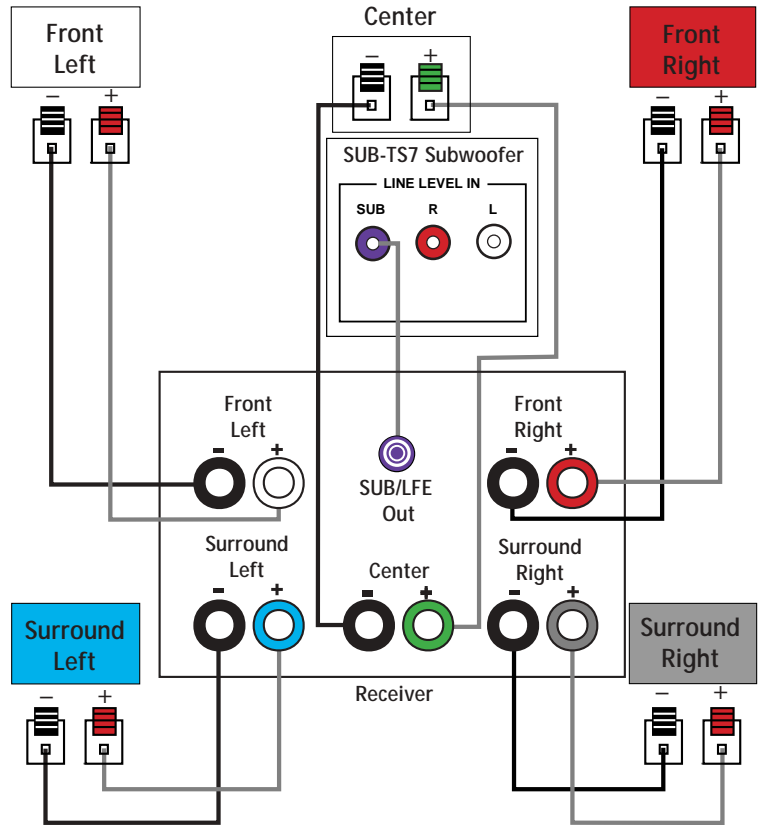 Center
Front
Left
Front
Right
− +
− +
− +
SUB-TS7 Subwoofer
LINE LEVEL IN
SUB R L
Front
Left
Front
Right
- +
- +
SUB/LFE
Out
Surround
Left
Center
Surround
Right
- +
- +
- +
Surround
Left
Surround
Right
Receiver
− +
− +